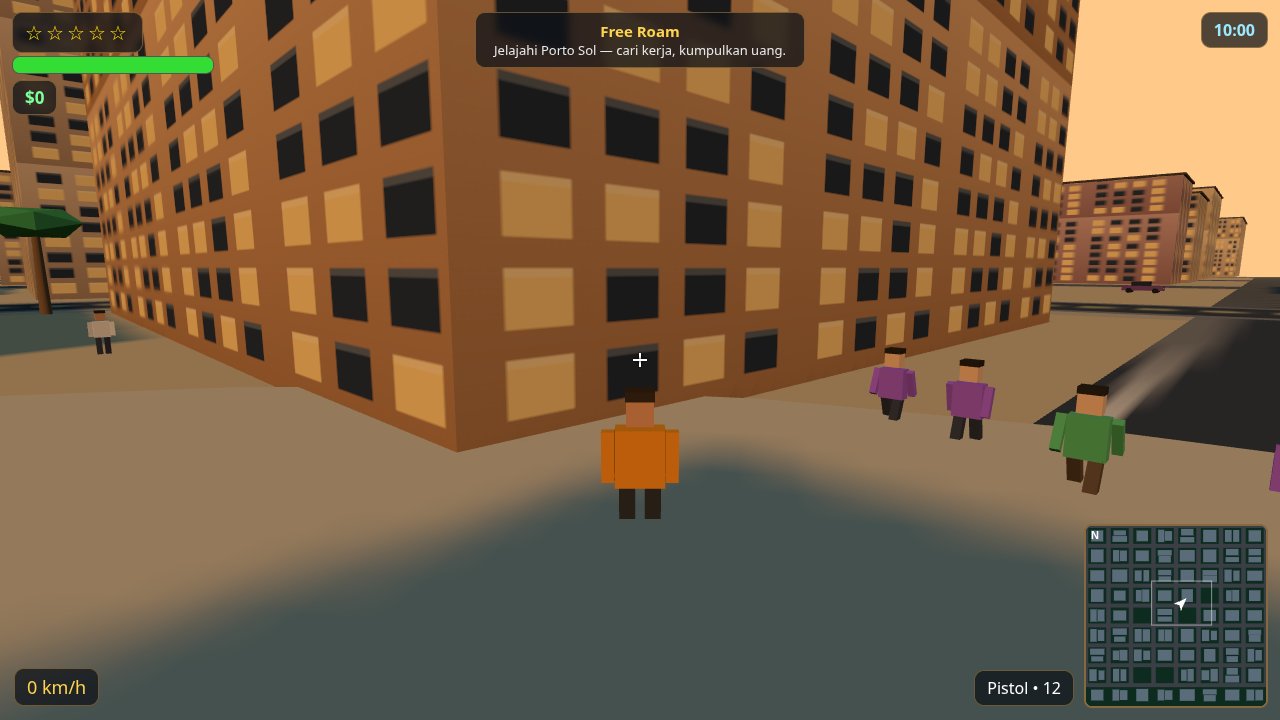 ☆☆☆☆☆
Free Roam
Jelajahi Porto Sol — cari kerja, kumpulkan uang.
10:00
$0
N
0 km/h
Pistol • 12